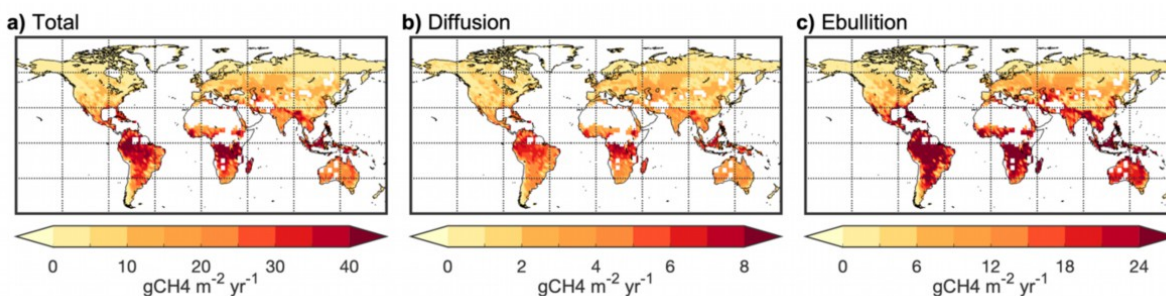 a) Total
b) Diffusion
c) Ebullition
0 10 20 30 40
gCH4 m⁻² yr⁻¹
0 2 4 6 8
gCH4 m⁻² yr⁻¹
0 6 12 18 24
gCH4 m⁻² yr⁻¹